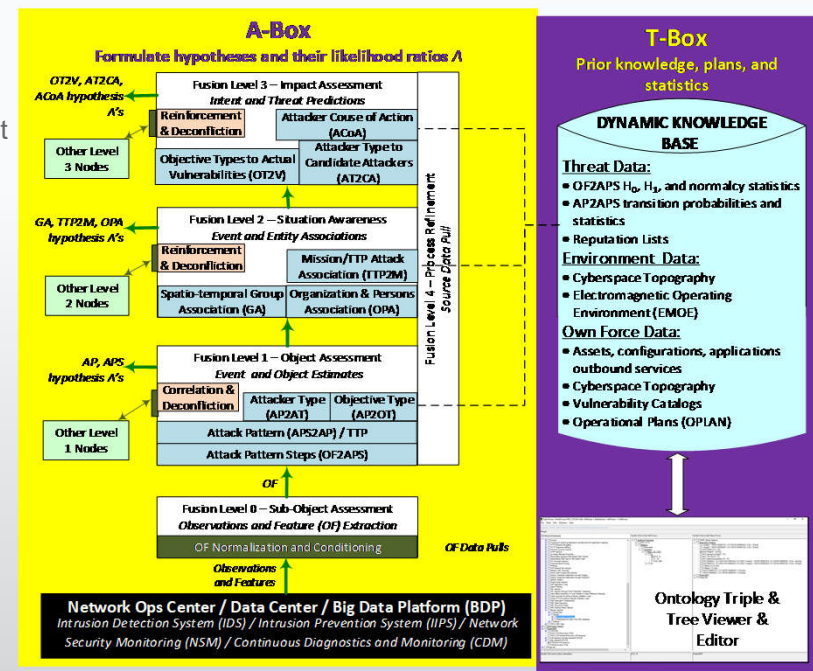 A-Box
Formulate hypotheses and their likelihood ratios Λ
OT2V, AT2CA,
ACoA hypothesis
Λ's
t
Other Level
3 Nodes
Fusion Level 3 – Impact Assessment
Intent and Threat Predictions
Reinforcement
& Deconfliction
Attacker Couse of Action
(ACoA)
Objective Types to Actual
Vulnerabilities (OT2V)
Attacker Type to
Candidate Attackers
(AT2CA)
GA, TTP2M, OPA
hypothesis Λ's
Other Level
2 Nodes
Fusion Level 2 – Situation Awareness
Event and Entity Associations
Reinforcement
& Deconfliction
Mission/TTP Attack
Association (TTP2M)
Spatio-temporal Group
Association (GA)
Organization & Persons
Association (OPA)
AP, APS
hypothesis Λ's
Other Level
1 Nodes
Fusion Level 1 – Object Assessment
Event and Object Estimates
Correlation &
Deconfliction
Attacker Type
(AP2AT)
Objective Type
(AP2OT)
Attack Pattern (APS2AP) / TTP
Attack Pattern Steps (OF2APS)
Fusion Level 4 – Process Refinement
Source Data Pull
OF
Fusion Level 0 – Sub-Object Assessment
Observations and Feature (OF) Extraction
OF Normalization and Conditioning
OF Data Pulls
Observations
and Features
Network Ops Center / Data Center / Big Data Platform (BDP)
Intrusion Detection System (IDS) / Intrusion Prevention System (IIPS) / Network
Security Monitoring (NSM) / Continues Diagnostics and Monitoring (CDM)
T-Box
Prior knowledge, plans, and
statistics
DYNAMIC KNOWLEDGE
BASE
Threat Data:
• OF2APS H₀, H₁, and normalcy statistics
• AP2APS transition probabilities and
statistics
• Reputation Lists
Environment Data:
• Cyberspace Topography
• Electromagnetic Operating
Environment (EMOE)
Own Force Data:
• Assets, configurations, applications
outbound services
• Cyberspace Topography
• Vulnerability Catalogs
• Operational Plans (OPLAN)
Ontology Triple &
Tree Viewer &
Editor